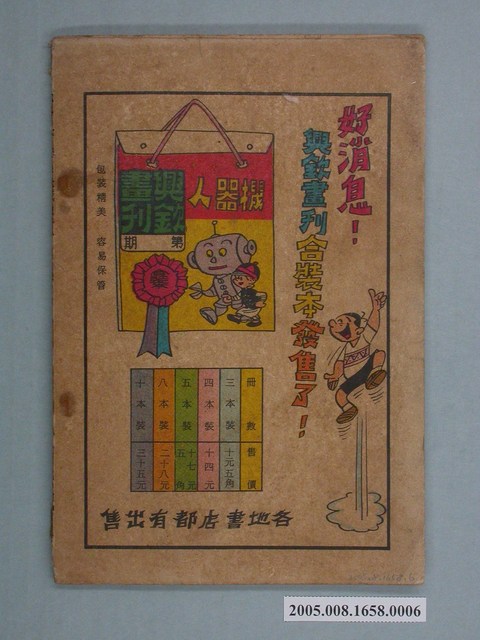 好消息！
興欽畫刊合裝本發售了！
機器人
興欽
畫刊
第 期
包裝精美 容易保管
冊數 售價
三本裝 十元五角
四本裝 十四元
五本裝 十七元五角
八本裝 二十八元
十本裝 三十五元
各地書店都有出售
2005.008.1658.0006